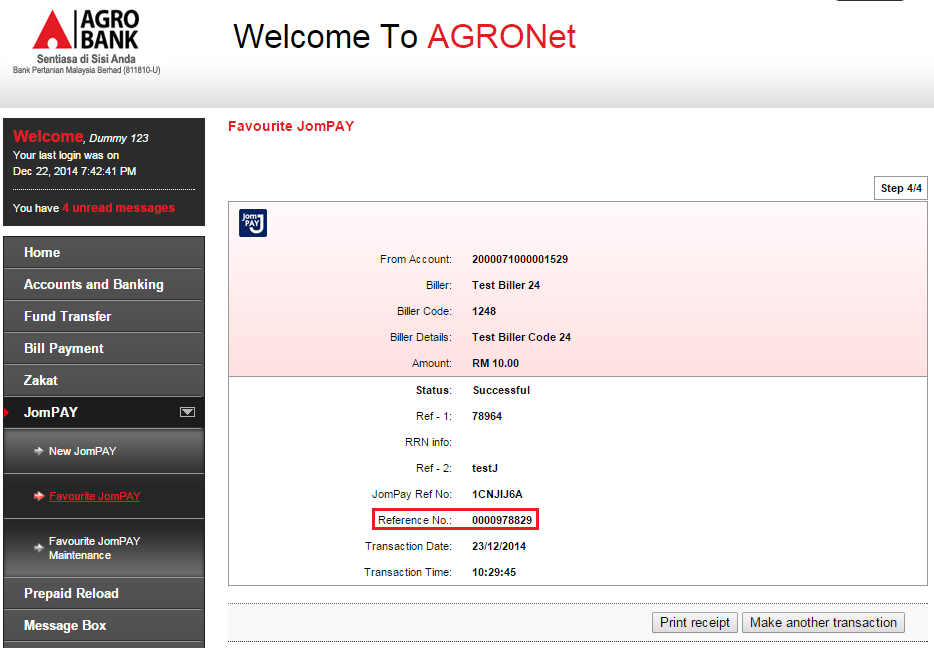 AGRO
BANK
Sentiasa di Sisi Anda
Bank Pertanian Malaysia Berhad (811810-U)
Welcome To AGRONet
Welcome, Dummy 123
Your last login was on
Dec 22, 2014 7:42:41 PM
You have 4 unread messages
Home
Accounts and Banking
Fund Transfer
Bill Payment
Zakat
JomPAY
New JomPAY
Favourite JomPAY
Favourite JomPAY
Maintenance
Prepaid Reload
Message Box
Favourite JomPAY
Step 4/4
Jom
PAY
From Account: 2000071000001529
Biller: Test Biller 24
Biller Code: 1248
Biller Details: Test Biller Code 24
Amount: RM 10.00
Status: Successful
Ref - 1: 78964
RRN info:
Ref - 2: testJ
JomPay Ref No: 1CNJIJ6A
Reference No.: 0000978829
Transaction Date: 23/12/2014
Transaction Time: 10:29:45
Print receipt
Make another transaction